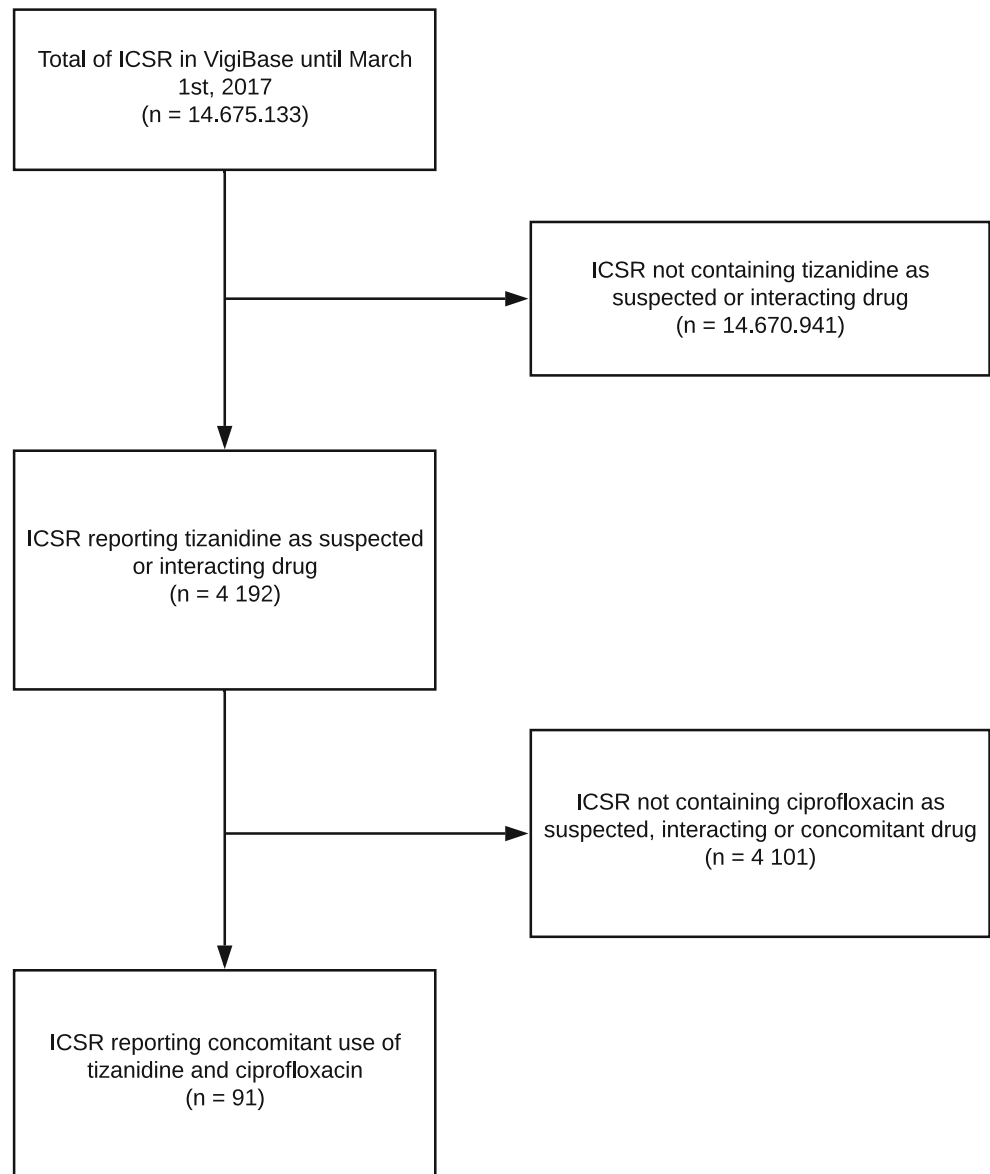 Total of ICSR in VigiBase until March
1st, 2017
(n = 14.675.133)
ICSR not containing tizanidine as
suspected or interacting drug
(n = 14.670.941)
ICSR reporting tizanidine as suspected
or interacting drug
(n = 4 192)
ICSR not containing ciprofloxacin as
suspected, interacting or concomitant drug
(n = 4 101)
ICSR reporting concomitant use of
tizanidine and ciprofloxacin
(n = 91)